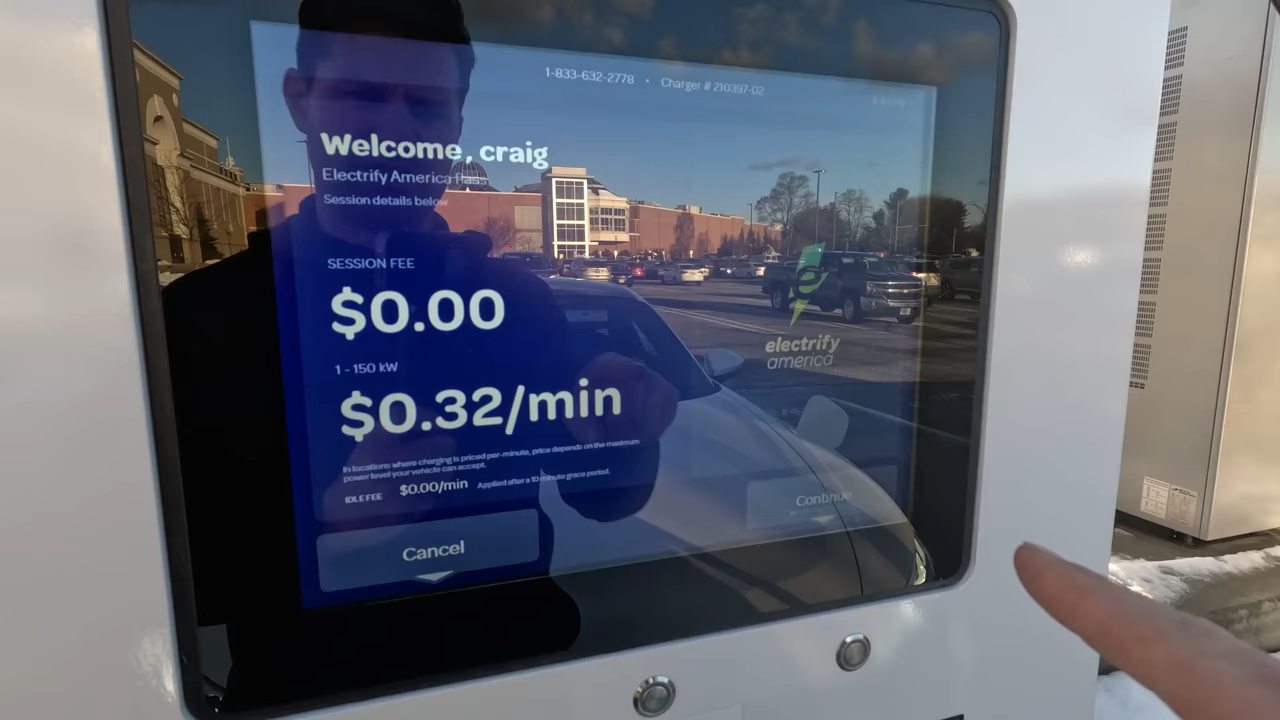 1-833-632-2778 • Charger # 210397-02
Welcome, craig
Electrify America Pass
Session details below
SESSION FEE
$0.00
1 - 150 kW
$0.32/min
In locations where charging is priced per-minute, price depends on the maximum
power level your vehicle can accept.
IDLE FEE $0.00/min Applied after a 10 minute grace period.
electrify
america
Cancel
Continue